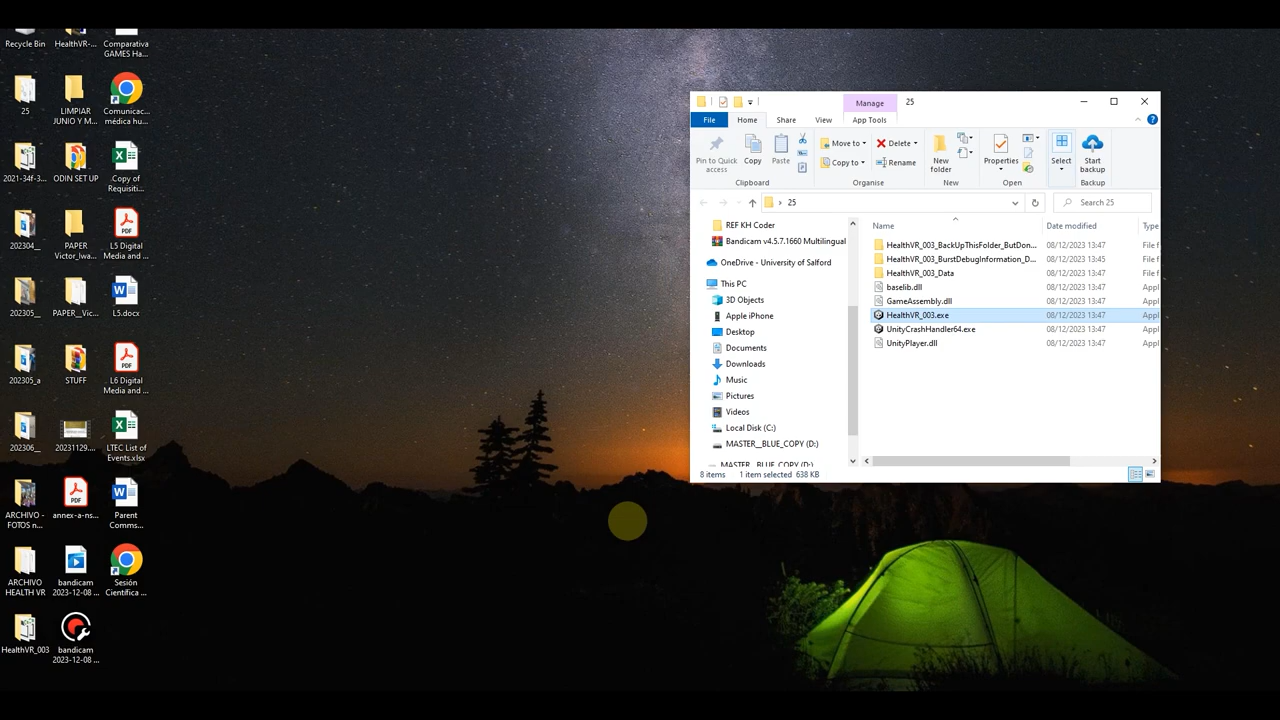 Recycle Bin
HealthVR-...
Comparativa
GAMES Ha...
25
LIMPIAR
JUNIO Y M...
Comunicac...
médica hu...
2021-34f-3...
ODIN SET UP
Copy of
Requisiti...
202304__
PAPER
Victor_Iwa...
L5 Digital
Media and ...
202305__
PAPER__Vic...
L5.docx
202305_a
STUFF
L6 Digital
Media and ...
202306__
20231129....
LTEC List of
Events.xlsx
ARCHIVO -
FOTOS n...
annex-a-ns...
Parent
Comms...
ARCHIVO
HEALTH VR
bandicam
2023-12-08 ...
Sesión
Científica ...
HealthVR_003
bandicam
2023-12-08 ...
Manage
25
File
Home
Share
View
App Tools
Pin to Quick
access
Copy
Paste
Move to
Copy to
Delete
Rename
New
folder
Properties
Select
Start
backup
Clipboard
Organise
New
Open
Backup
25
Search 25
REF KH Coder
Bandicam v4.5.7.1660 Multilingual
OneDrive - University of Salford
This PC
3D Objects
Apple iPhone
Desktop
Documents
Downloads
Music
Pictures
Videos
Local Disk (C:)
MASTER__BLUE_COPY (D:)
MASTER__BLUE_COPY (D:)
Name Date modified Type
HealthVR_003_BackUpThisFolder_ButDon... 08/12/2023 13:47 File f
HealthVR_003_BurstDebugInformation_D... 08/12/2023 13:45 File f
HealthVR_003_Data 08/12/2023 13:47 File f
baselib.dll 08/12/2023 13:47 Appl
GameAssembly.dll 08/12/2023 13:47 Appl
HealthVR_003.exe 08/12/2023 13:47 Appl
UnityCrashHandler64.exe 08/12/2023 13:47 Appl
UnityPlayer.dll 08/12/2023 13:47 Appl
8 items 1 item selected 638 KB